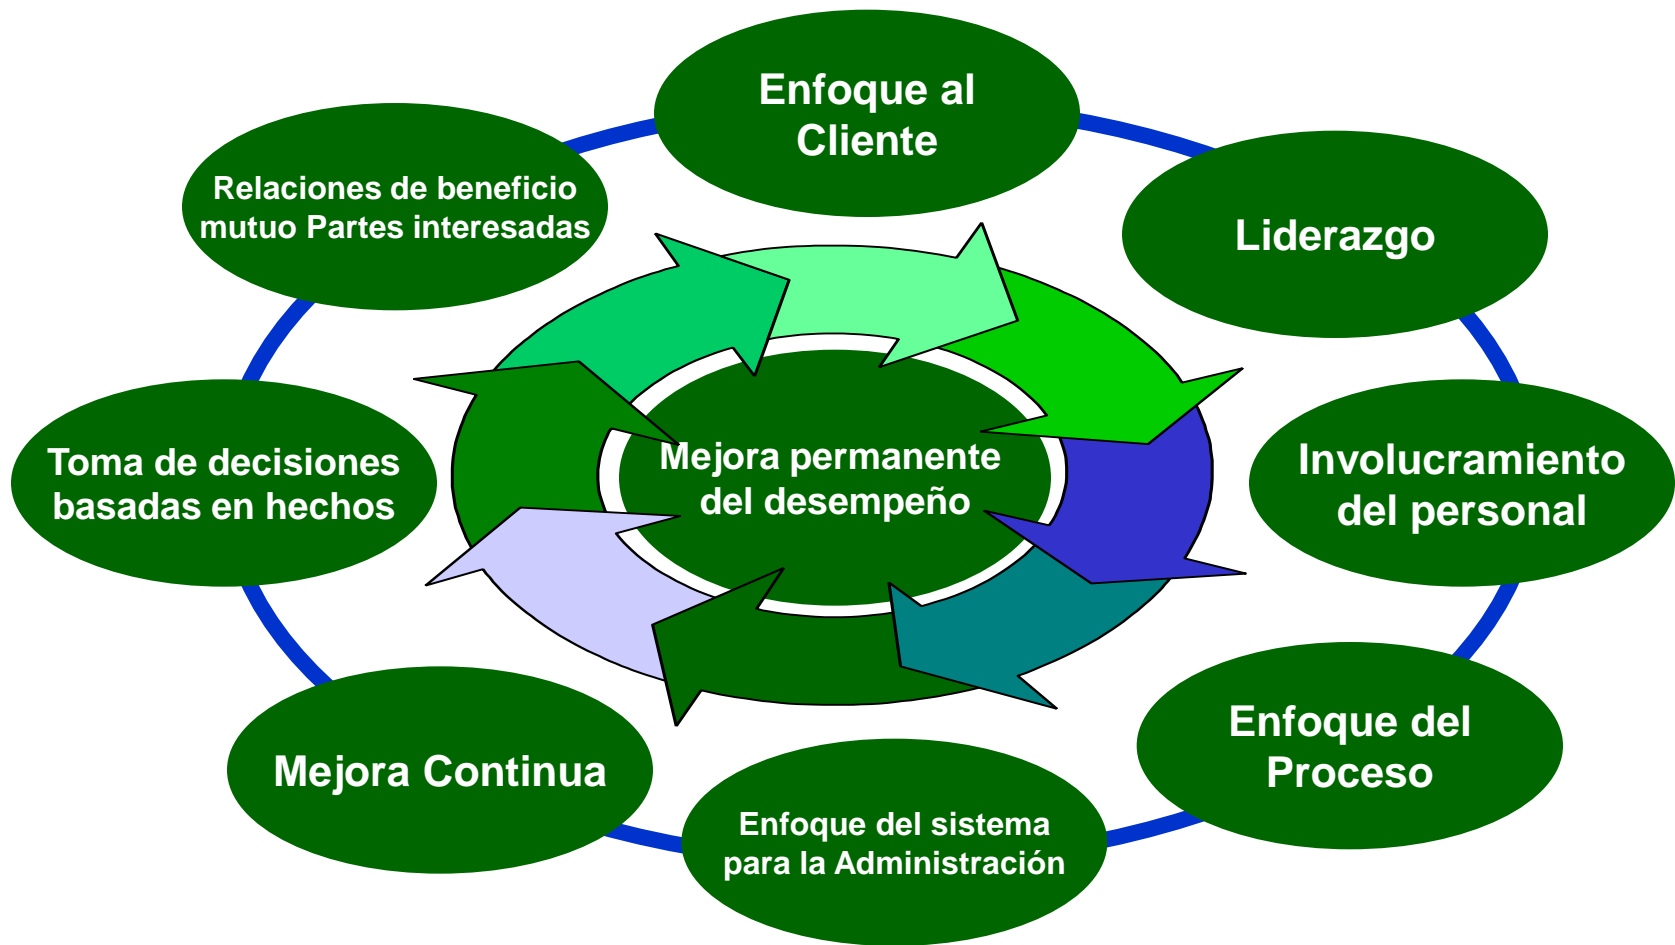 Enfoque al
Cliente
Liderazgo
Involucramiento
del personal
Enfoque del
Proceso
Enfoque del sistema
para la Administración
Mejora Continua
Toma de decisiones
basadas en hechos
Relaciones de beneficio
mutuo Partes interesadas
Mejora permanente
del desempeño